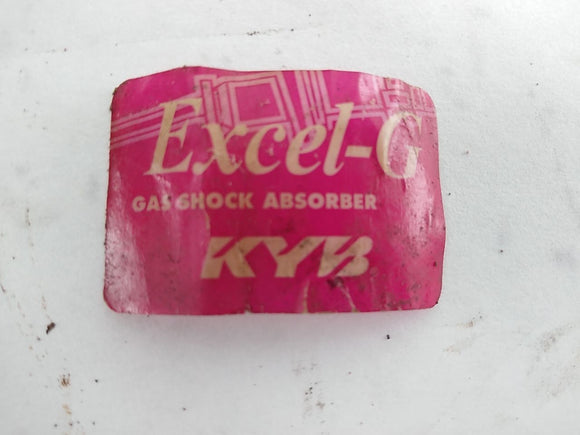 Excel-G
GAS SHOCK ABSORBER
KYB